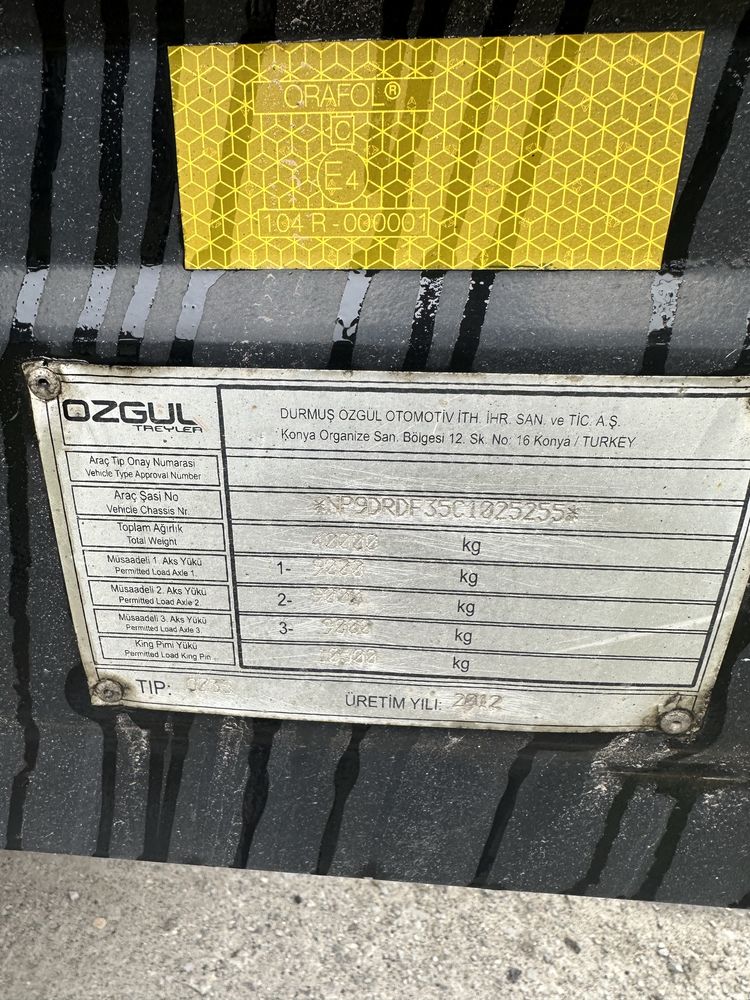 ORAFOL®
E4
104 R - 000001
OZGUL
TREYLER
DURMUŞ ÖZGÜL OTOMOTİV İTH. İHR. SAN. ve TİC. A.Ş.
Konya Organize San. Bölgesi 12. Sk. No: 16 Konya / TURKEY
Araç Tip Onay Numarası
Vehicle Type Approval Number
Araç Şasi No
Vehicle Chassis Nr.
*NP9DRDF35C1025255*
Toplam Ağırlık
Total Weight
40000 kg
Müsaadeli 1. Aks Yükü
Permitted Load Axle 1.
1- 9000 kg
Müsaadeli 2. Aks Yükü
Permitted Load Axle 2.
2- 9000 kg
Müsaadeli 3. Aks Yükü
Permitted Load Axle 3
3- 9000 kg
King Pimi Yükü
Permitted Load King Pin
kg
TIP:
ÜRETİM YILI: 2012